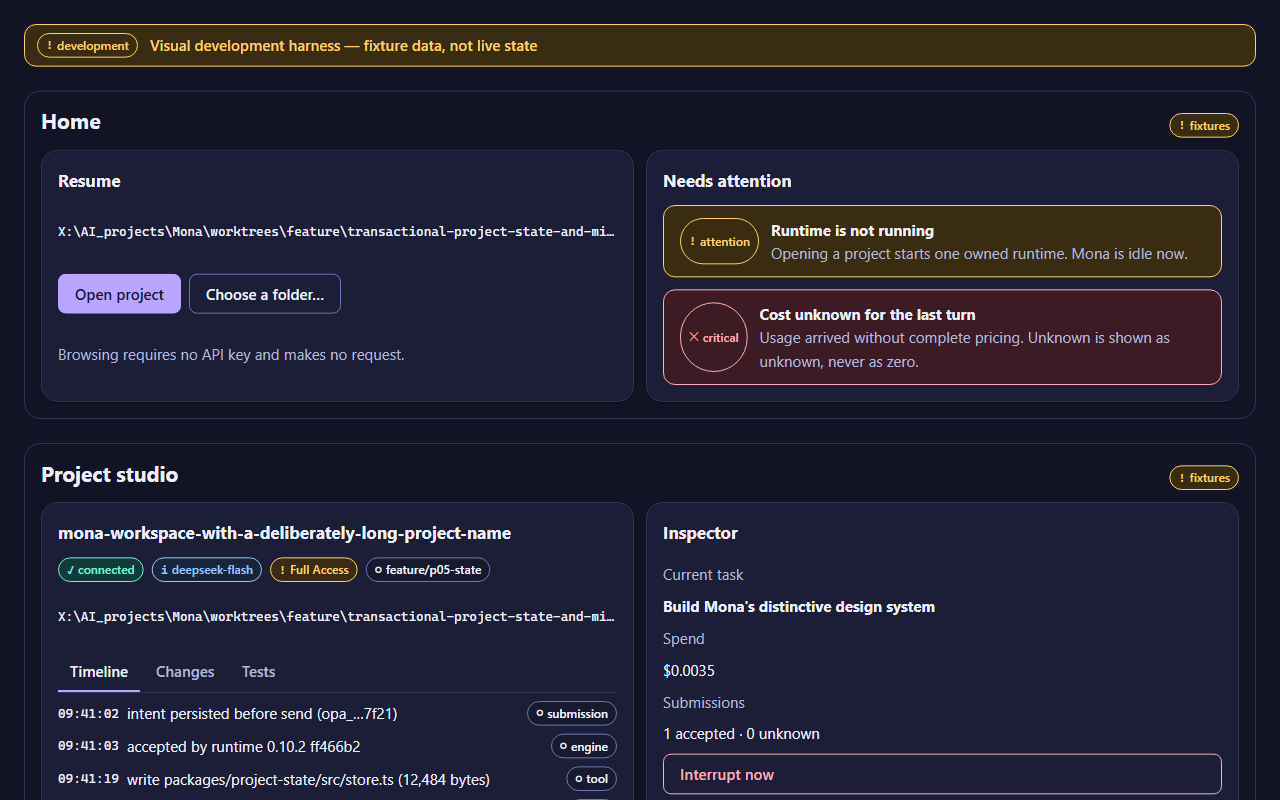 ! development Visual development harness — fixture data, not live state
Home
! fixtures
Resume
X:\AI_projects\Mona\worktrees\feature\transactional-project-state-and-mi…
Open project
Choose a folder...
Browsing requires no API key and makes no request.
Needs attention
! attention
Runtime is not running
Opening a project starts one owned runtime. Mona is idle now.
× critical
Cost unknown for the last turn
Usage arrived without complete pricing. Unknown is shown as
unknown, never as zero.
Project studio
! fixtures
mona-workspace-with-a-deliberately-long-project-name
✓ connected
i deepseek-flash
! Full Access
feature/p05-state
X:\AI_projects\Mona\worktrees\feature\transactional-project-state-and-mi…
Timeline Changes Tests
09:41:02 intent persisted before send (opa_...7f21) submission
09:41:03 accepted by runtime 0.10.2 ff466b2 engine
09:41:19 write packages/project-state/src/store.ts (12,484 bytes) tool
Inspector
Current task
Build Mona's distinctive design system
Spend
$0.0035
Submissions
1 accepted · 0 unknown
Interrupt now